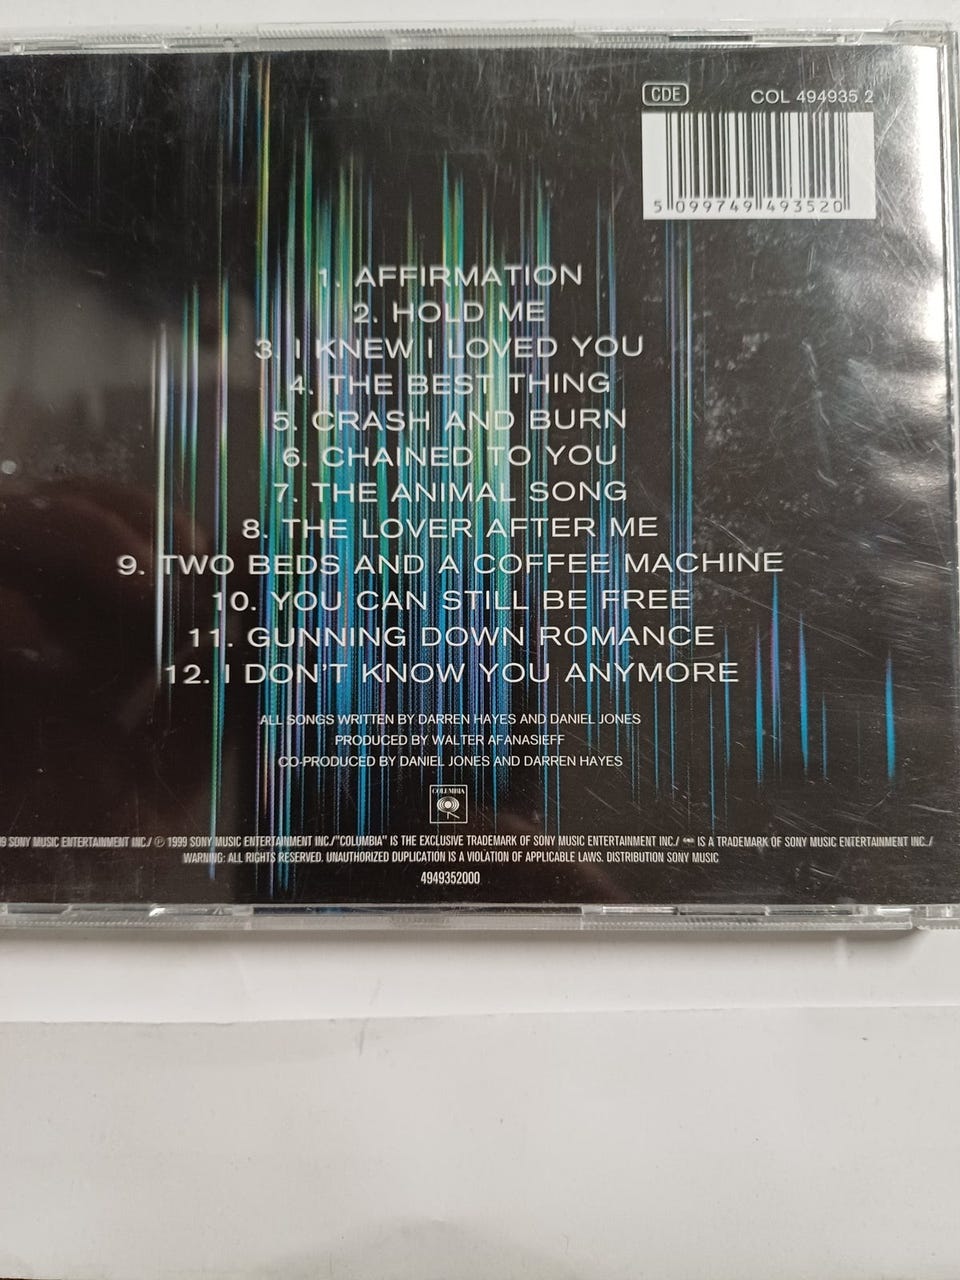 CDE COL 494935 2
5 099749 493520
1. AFFIRMATION
2. HOLD ME
3. I KNEW I LOVED YOU
4. THE BEST THING
5. CRASH AND BURN
6. CHAINED TO YOU
7. THE ANIMAL SONG
8. THE LOVER AFTER ME
9. TWO BEDS AND A COFFEE MACHINE
10. YOU CAN STILL BE FREE
11. GUNNING DOWN ROMANCE
12. I DON'T KNOW YOU ANYMORE
ALL SONGS WRITTEN BY DARREN HAYES AND DANIEL JONES
PRODUCED BY WALTER AFANASIEFF
CO-PRODUCED BY DANIEL JONES AND DARREN HAYES
COLUMBIA
9 SONY MUSIC ENTERTAINMENT INC./ ℗ 1999 SONY MUSIC ENTERTAINMENT INC./"COLUMBIA" IS THE EXCLUSIVE TRADEMARK OF SONY MUSIC ENTERTAINMENT INC./ IS A TRADEMARK OF SONY MUSIC ENTERTAINMENT INC./
WARNING: ALL RIGHTS RESERVED. UNAUTHORIZED DUPLICATION IS A VIOLATION OF APPLICABLE LAWS. DISTRIBUTION SONY MUSIC
4949352000